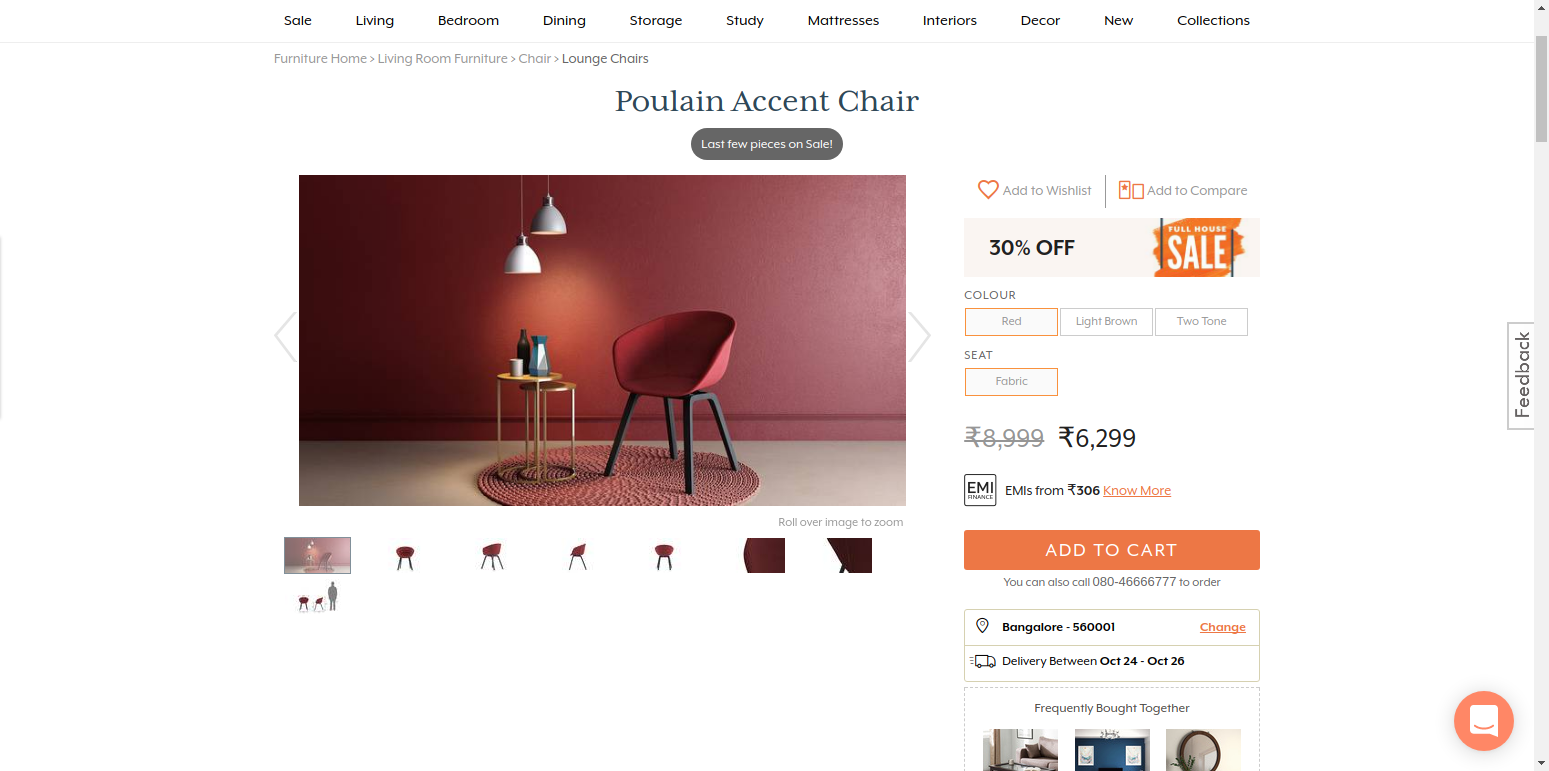 Sale Living Bedroom Dining Storage Study Mattresses Interiors Decor New Collections
Furniture Home > Living Room Furniture > Chair > Lounge Chairs
Poulain Accent Chair
Last few pieces on Sale!
Add to Wishlist Add to Compare
30% OFF
FULL HOUSE
SALE
COLOUR
Red Light Brown Two Tone
SEAT
Fabric
₹8,999 ₹6,299
EMI
FINANCE
EMIs from ₹306 Know More
ADD TO CART
You can also call 080-46666777 to order
Bangalore - 560001 Change
Delivery Between Oct 24 - Oct 26
Frequently Bought Together
Roll over image to zoom
Feedback